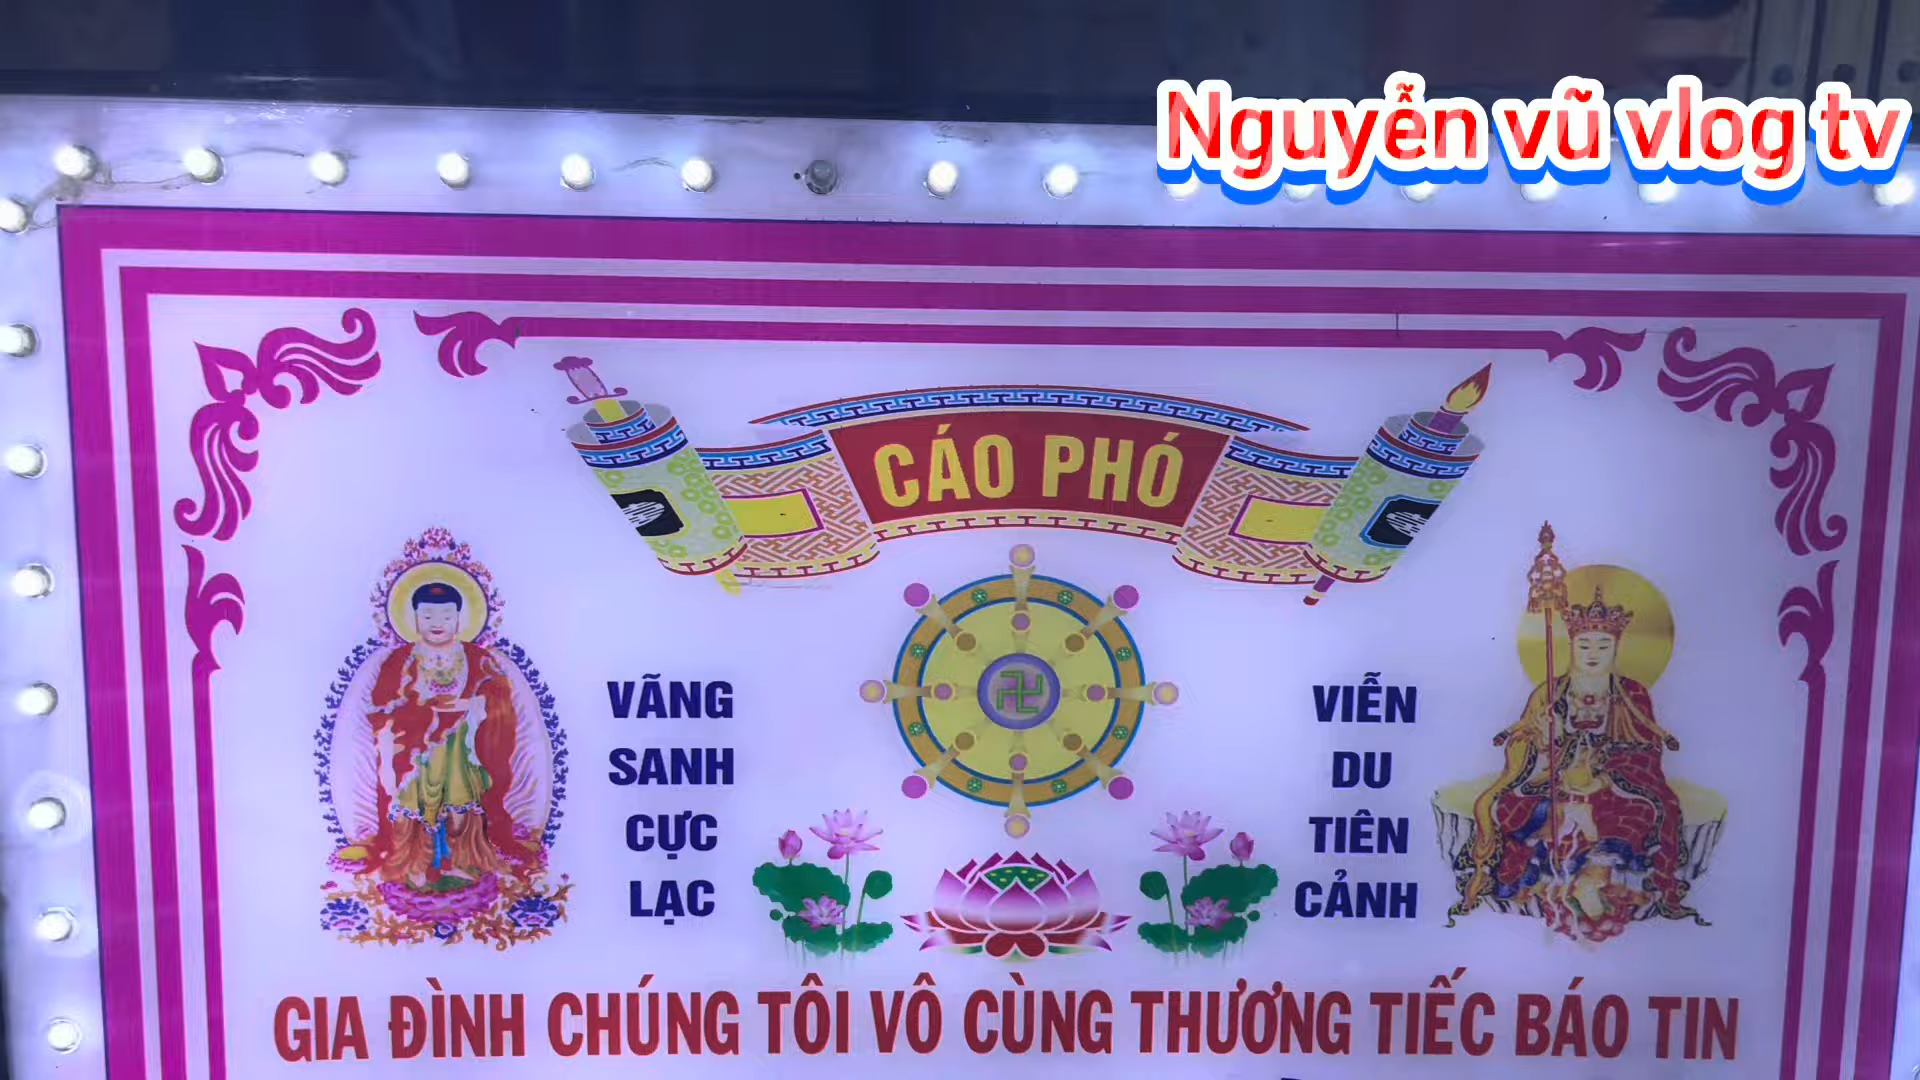 Nguyễn vũ vlog tv
CÁO PHÓ
VÃNG
SANH
CỰC
LẠC
VIỄN
DU
TIÊN
CẢNH
GIA ĐÌNH CHÚNG TÔI VÔ CÙNG THƯƠNG TIẾC BÁO TIN